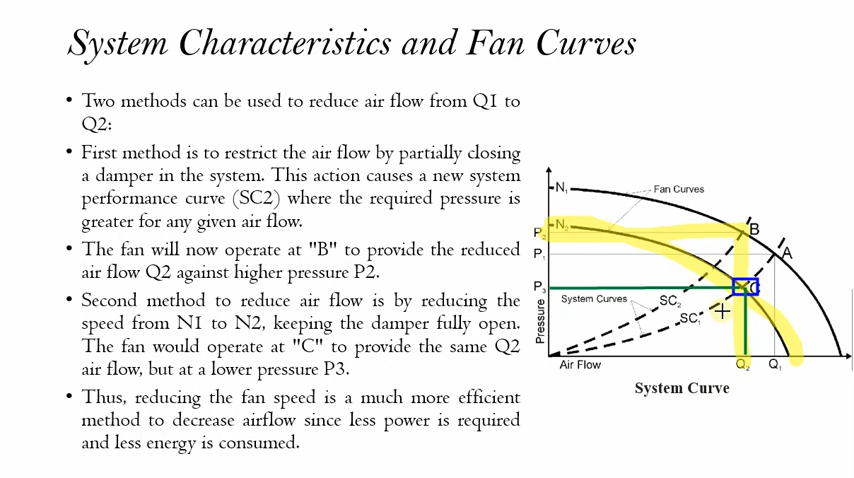 System Characteristics and Fan Curves
• Two methods can be used to reduce air flow from Q1 to
Q2:
• First method is to restrict the air flow by partially closing
a damper in the system. This action causes a new system
performance curve (SC2) where the required pressure is
greater for any given air flow.
• The fan will now operate at "B" to provide the reduced
air flow Q2 against higher pressure P2.
• Second method to reduce air flow is by reducing the
speed from N1 to N2, keeping the damper fully open.
The fan would operate at "C" to provide the same Q2
air flow, but at a lower pressure P3.
• Thus, reducing the fan speed is a much more efficient
method to decrease airflow since less power is required
and less energy is consumed.
N₁
Fan Curves
N₂
P₂
B
P₁
A
P₃
C
System Curves
SC₂
SC₁
Pressure
Air Flow
Q₂
Q₁
System Curve